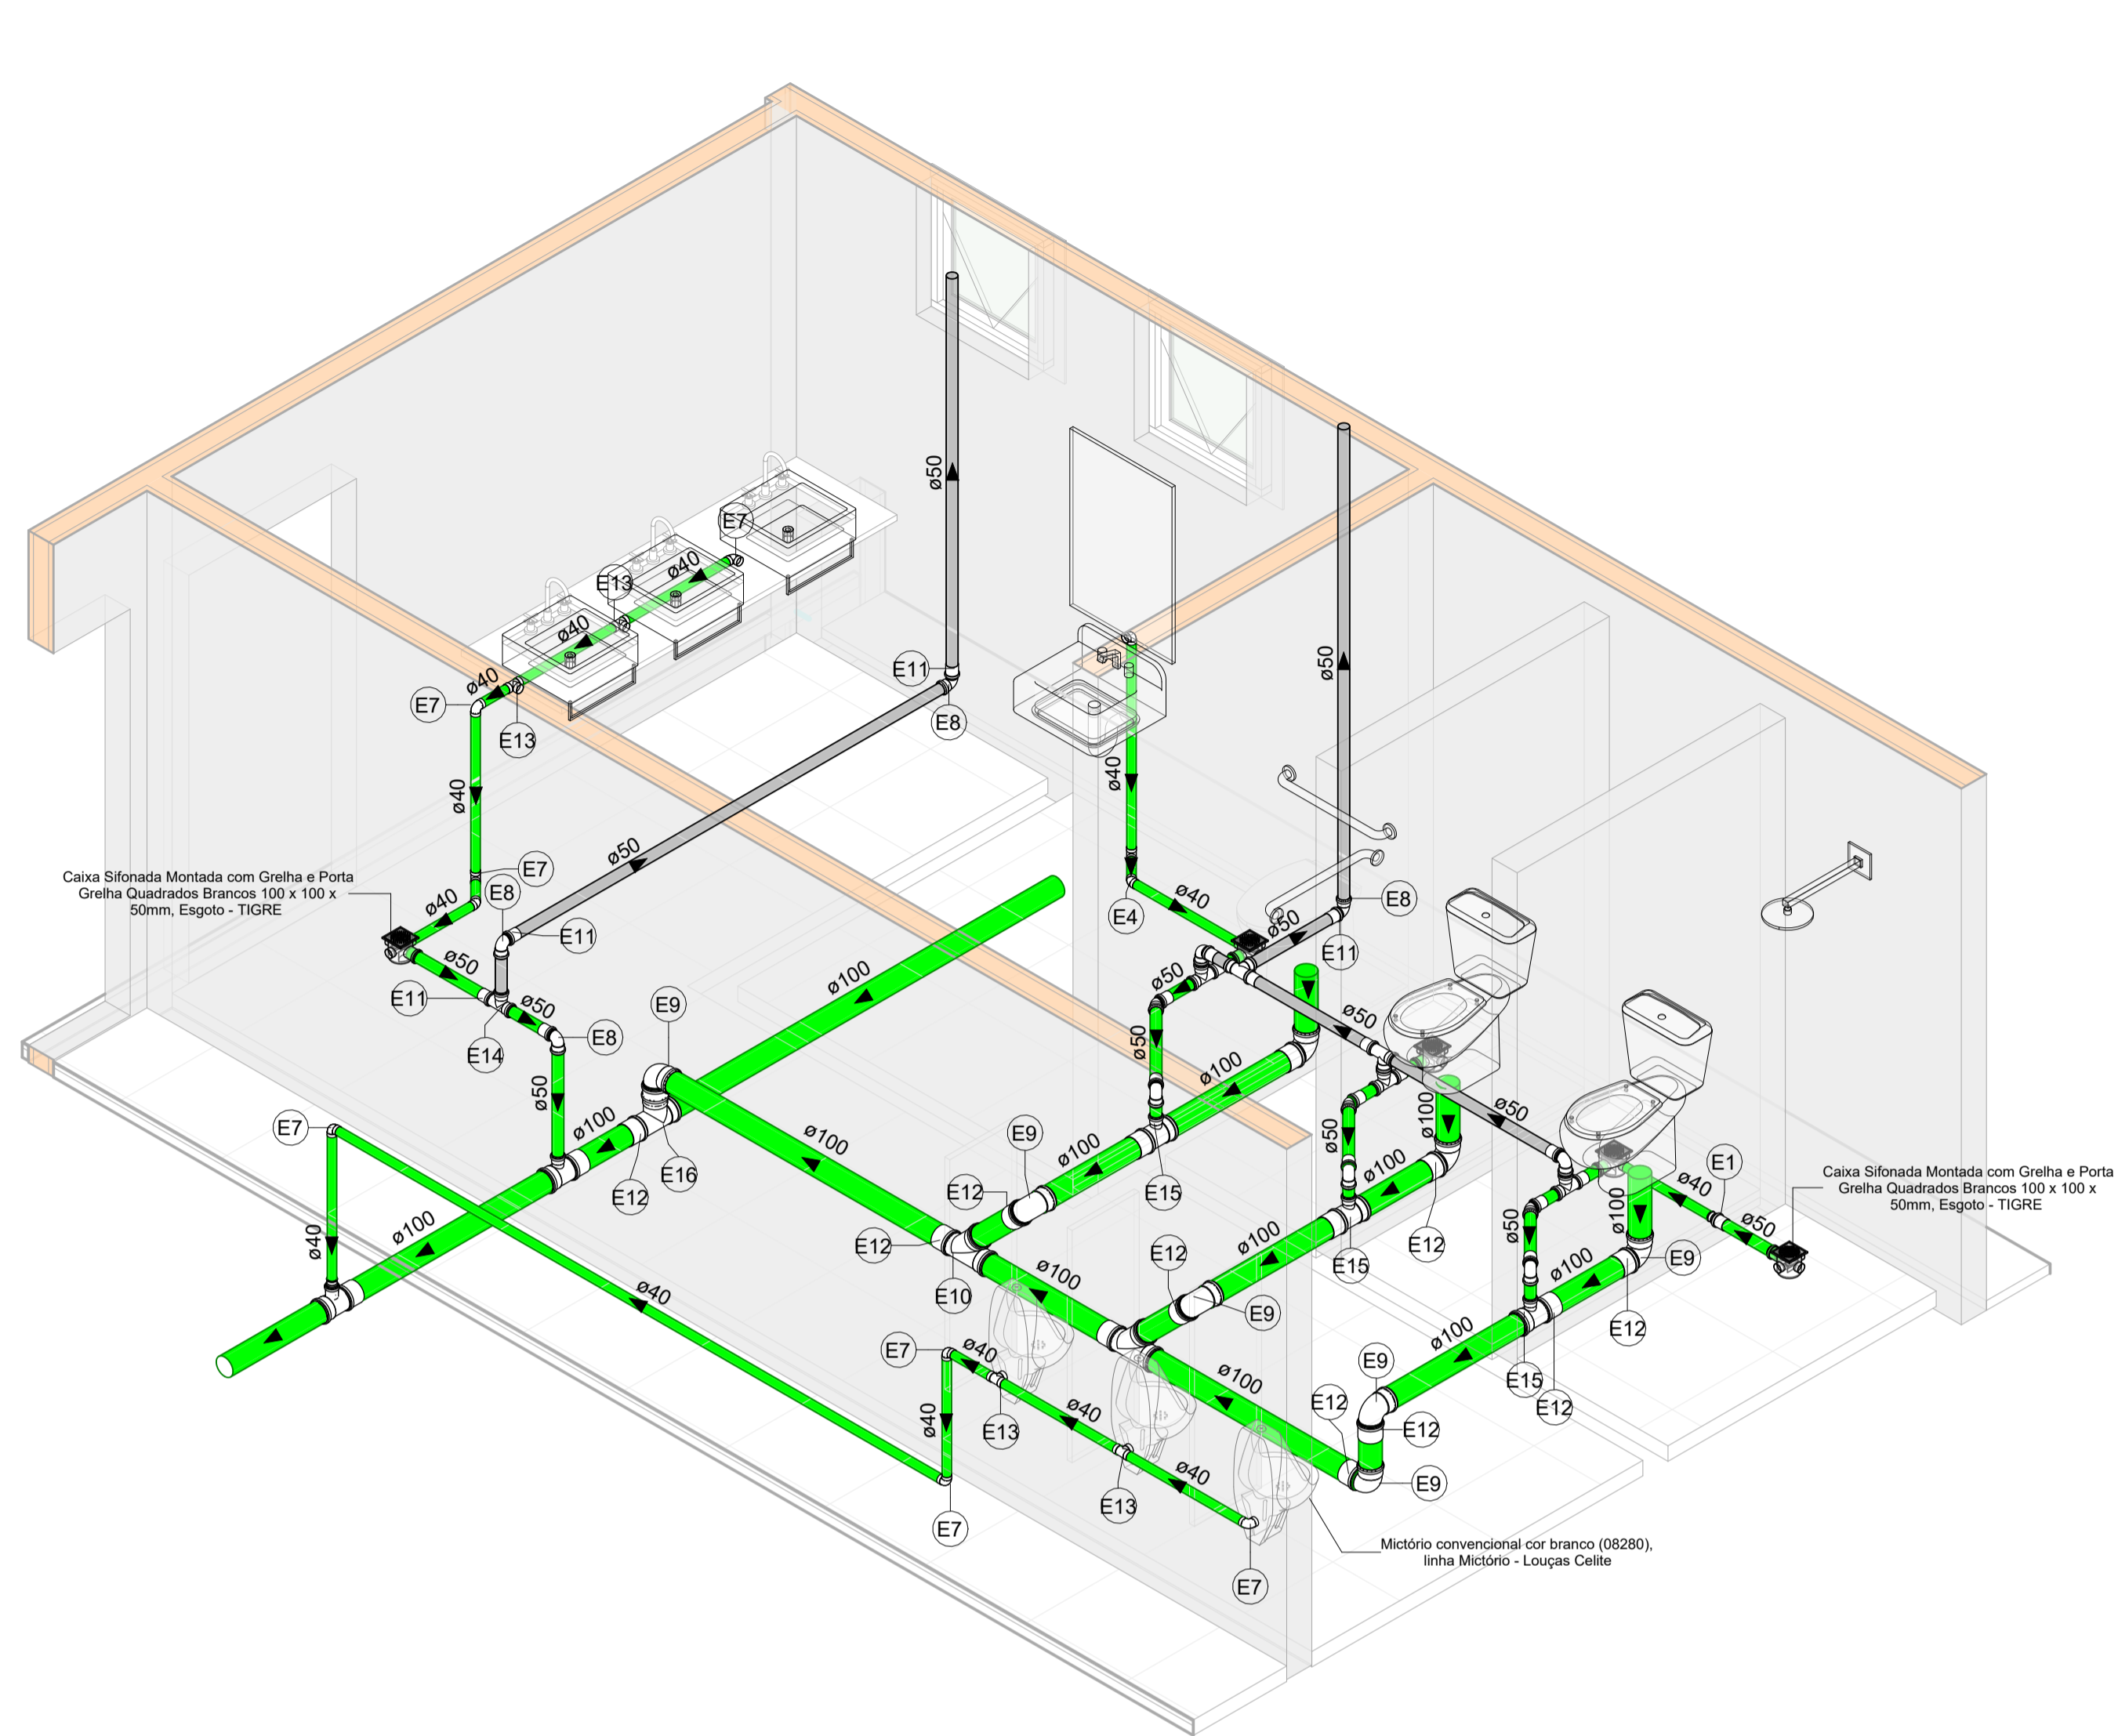 ø50
E7
ø40
E13
ø40
ø50
E11
ø40
E7
E8
E13
ø40
ø50
ø40
Caixa Sifonada Montada com Grelha e Porta
Grelha Quadrados Brancos 100 x 100 x
50mm, Esgoto - TIGRE
E7
E8
ø40
E11
ø50
E11
E14
ø50
E8
ø50
ø100
E9
ø40
E4
ø50
E8
E11
ø50
ø50
ø100
ø50
ø100
ø50
E7
ø100
E12
E16
ø100
E9
ø100
E12
E15
ø50
ø100
E12
E15
ø50
E1
ø40
ø50
Caixa Sifonada Montada com Grelha e Porta
Grelha Quadrados Brancos 100 x 100 x
50mm, Esgoto - TIGRE
ø100
E9
ø100
E12
ø40
ø100
E12
E10
ø100
E12
ø100
E9
ø50
ø100
E15
E12
ø40
E7
ø40
ø100
E9
E12
E12
E9
ø40
E13
ø40
E13
ø40
E7
E7
Mictório convencional cor branco (08280),
linha Mictório - Louças Celite